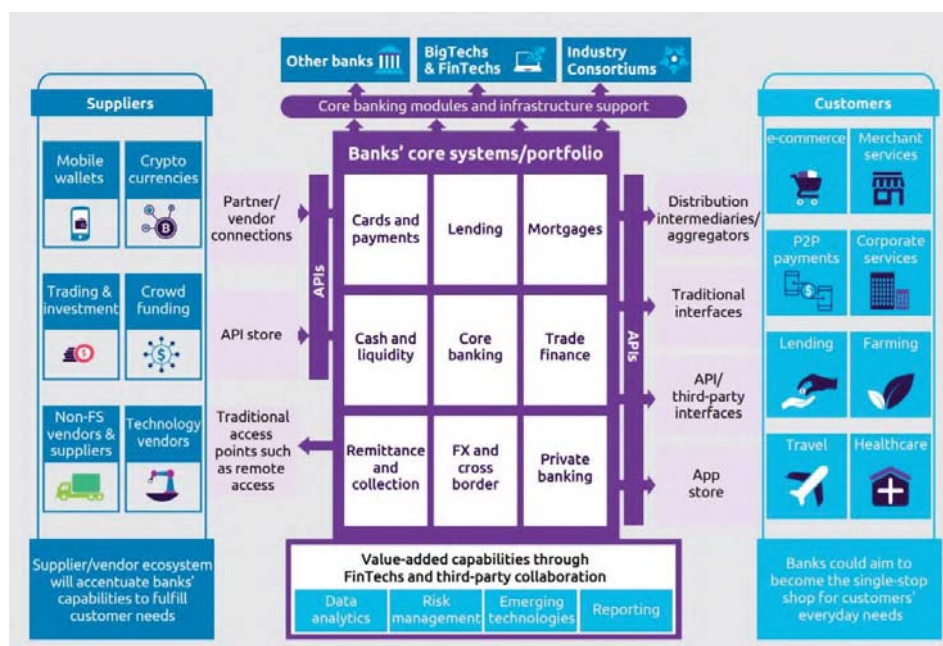 Other banks
BigTechs
& FinTechs
Industry
Consortiums
Core banking modules and infrastructure support
Suppliers
Mobile
wallets
Crypto
currencies
Trading &
investment
Crowd
funding
Non-FS
vendors &
suppliers
Technology
vendors
Supplier/vendor ecosystem
will accentuate banks'
capabilities to fulfill
customer needs
Partner/
vendor
connections
API store
Traditional
access
points such
as remote
access
APIs
Banks' core systems/portfolio
Cards and
payments
Lending
Mortgages
Cash and
liquidity
Core
banking
Trade
finance
Remittance
and
collection
FX and
cross
border
Private
banking
Value-added capabilities through
FinTechs and third-party collaboration
Data
analytics
Risk
management
Emerging
technologies
Reporting
APIs
Distribution
intermediaries/
aggregators
Traditional
interfaces
API/
third-party
interfaces
App
store
Customers
e-commerce
Merchant
services
P2P
payments
Corporate
services
Lending
Farming
Travel
Healthcare
Banks could aim to
become the single-stop
shop for customers'
everyday needs